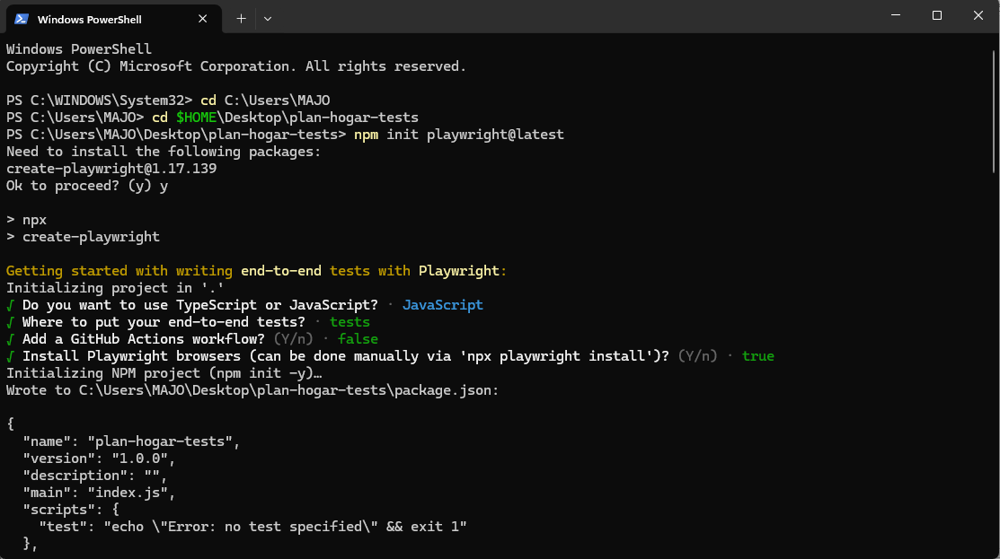 Windows PowerShell
Windows PowerShell
Copyright (C) Microsoft Corporation. All rights reserved.
PS C:\WINDOWS\System32> cd C:\Users\MAJO
PS C:\Users\MAJO> cd $HOME\Desktop\plan-hogar-tests
PS C:\Users\MAJO\Desktop\plan-hogar-tests> npm init playwright@latest
Need to install the following packages:
create-playwright@1.17.139
Ok to proceed? (y) y
> npx
> create-playwright
Getting started with writing end-to-end tests with Playwright:
Initializing project in '.'
√ Do you want to use TypeScript or JavaScript? · JavaScript
√ Where to put your end-to-end tests? · tests
√ Add a GitHub Actions workflow? (Y/n) · false
√ Install Playwright browsers (can be done manually via 'npx playwright install')? (Y/n) · true
Initializing NPM project (npm init -y)…
Wrote to C:\Users\MAJO\Desktop\plan-hogar-tests\package.json:
{
  "name": "plan-hogar-tests",
  "version": "1.0.0",
  "description": "",
  "main": "index.js",
  "scripts": {
    "test": "echo \"Error: no test specified\" && exit 1"
  },